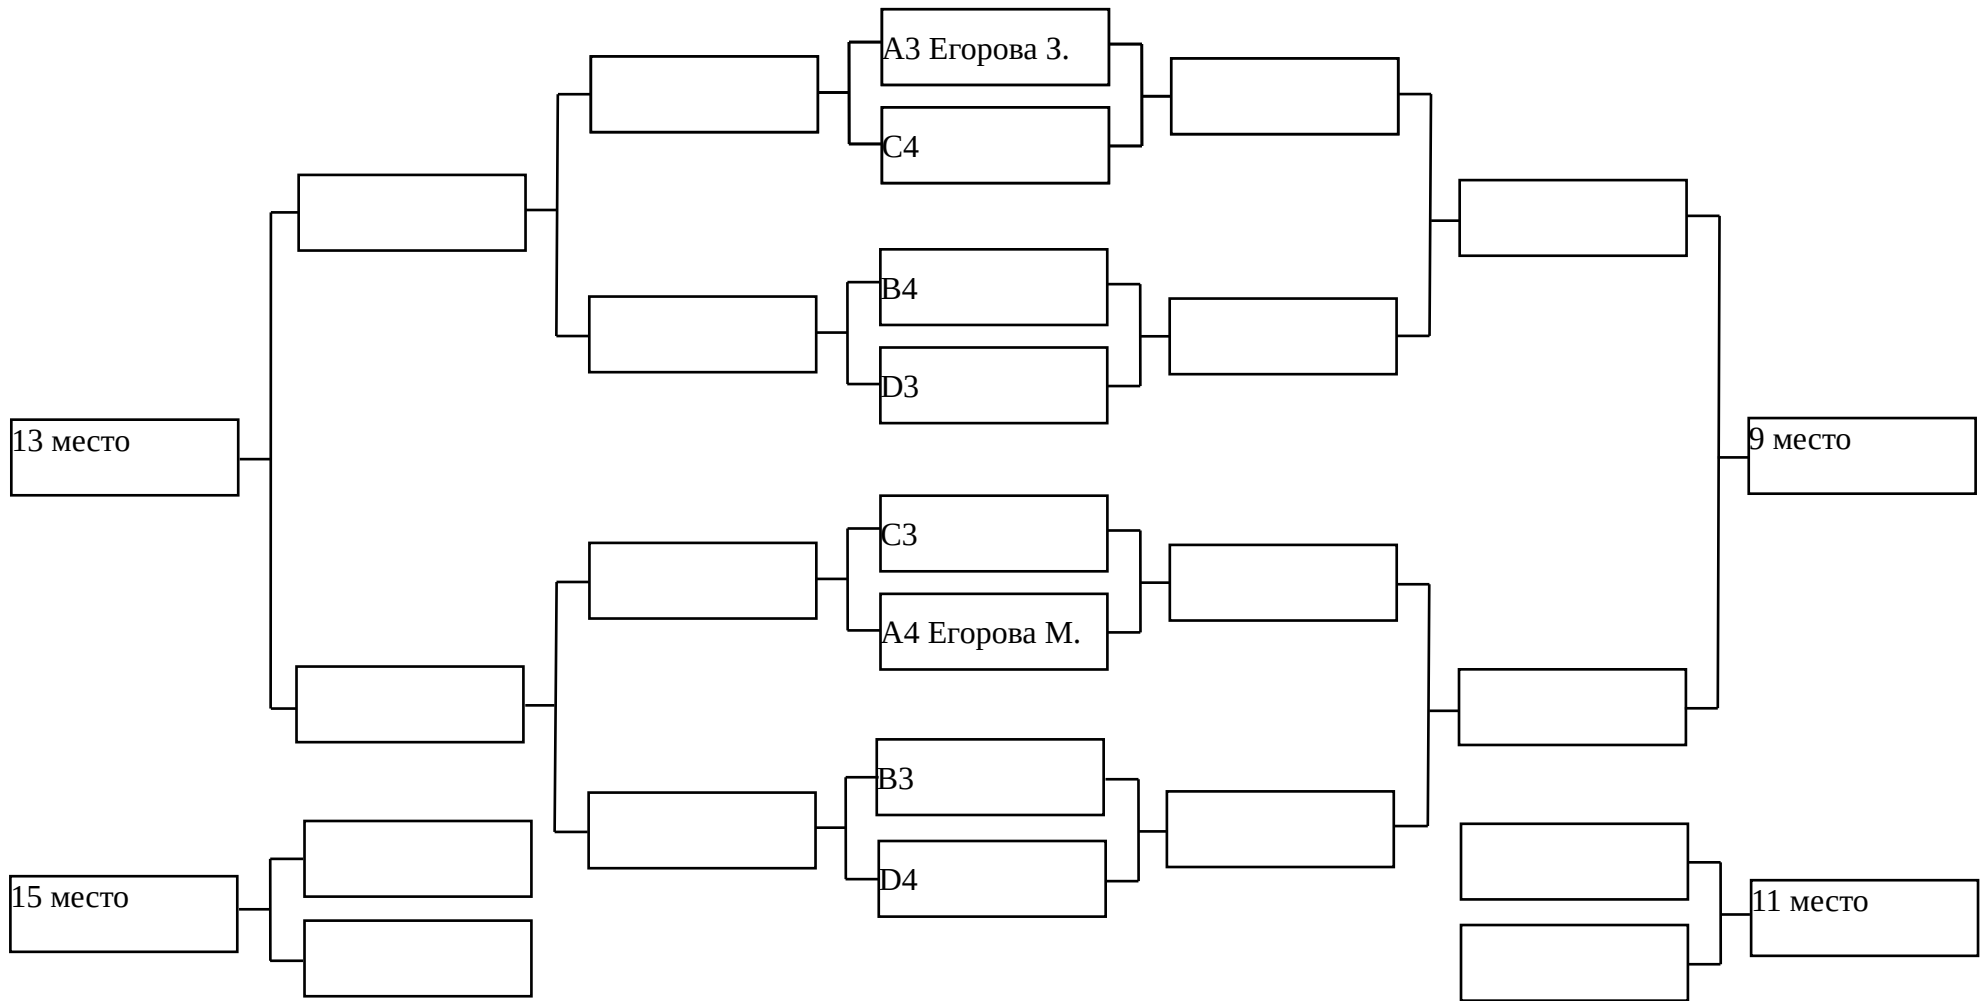 A3 Егорова З.
C4
B4
D3
13 место
9 место
C3
A4 Егорова М.
B3
D4
15 место
11 место